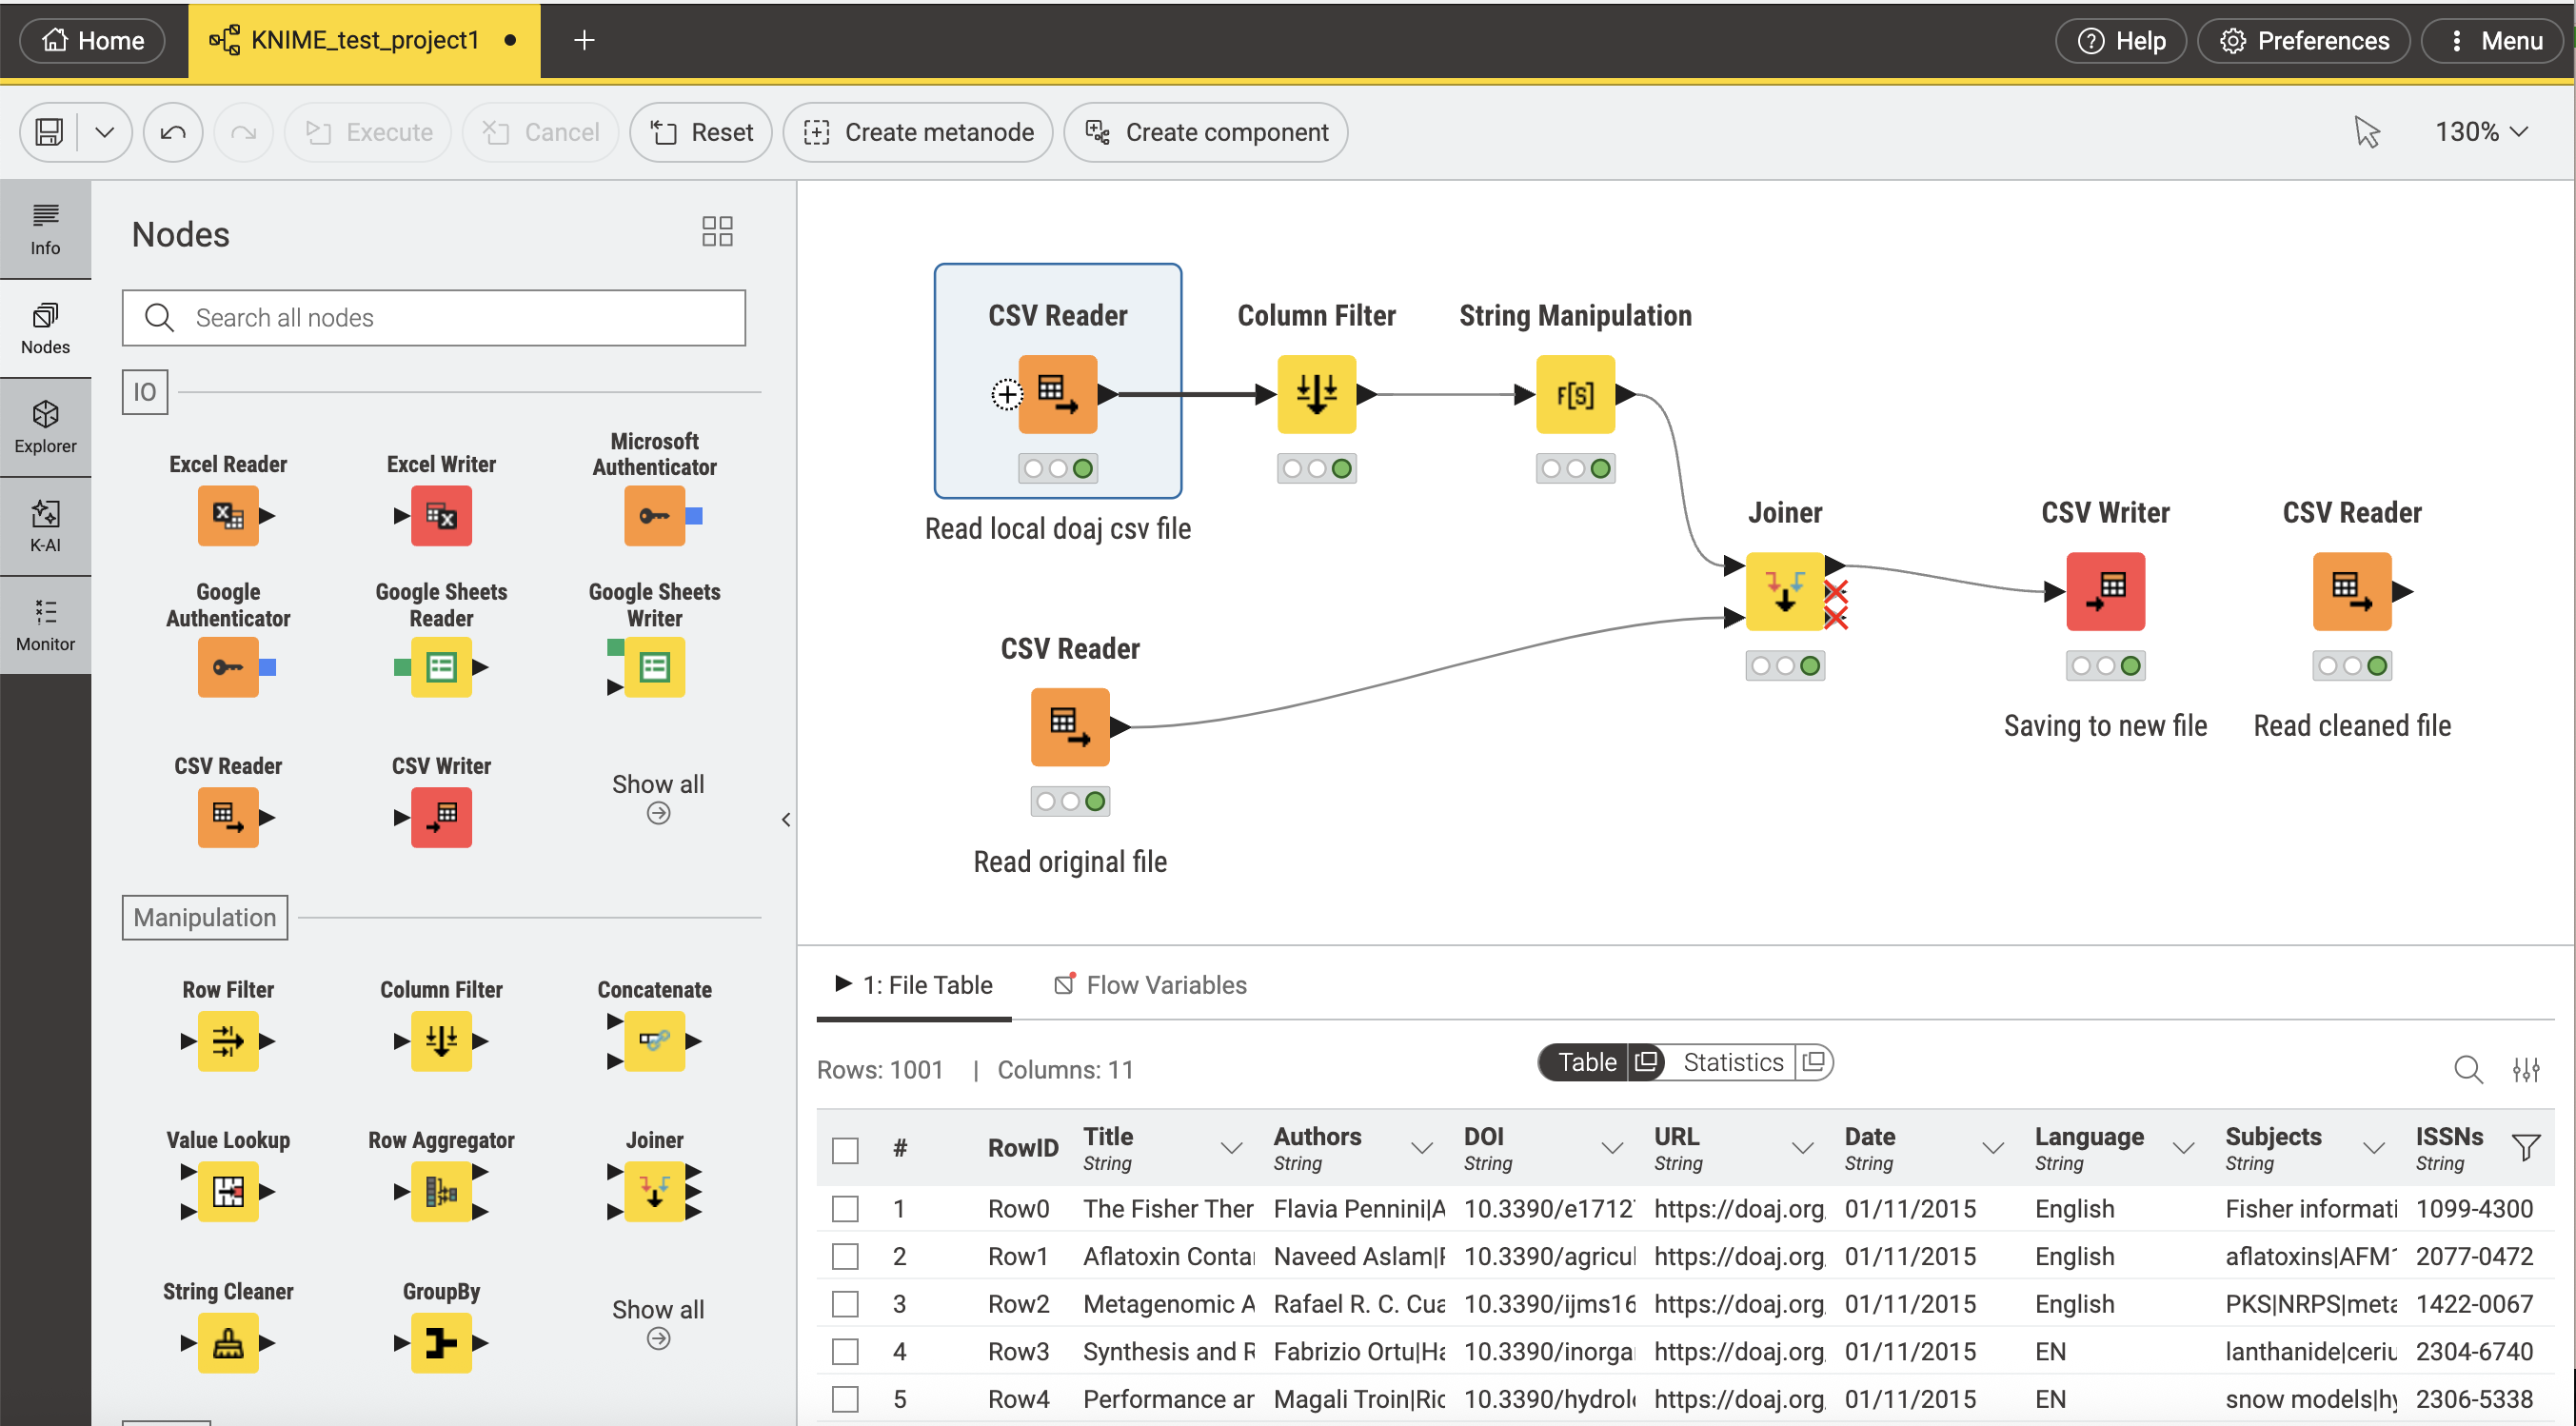 Home
KNIME_test_project1
Help
Preferences
Menu
Execute
Cancel
Reset
Create metanode
Create component
130%
Info
Nodes
Explorer
K-AI
Monitor
Nodes
Search all nodes
IO
Excel Reader
Excel Writer
Microsoft
Authenticator
Google
Authenticator
Google Sheets
Reader
Google Sheets
Writer
CSV Reader
CSV Writer
Show all
Manipulation
Row Filter
Column Filter
Concatenate
Value Lookup
Row Aggregator
Joiner
String Cleaner
GroupBy
Show all
CSV Reader
Read local doaj csv file
Column Filter
String Manipulation
F[S]
Joiner
CSV Writer
Saving to new file
CSV Reader
Read cleaned file
CSV Reader
Read original file
1: File Table
Flow Variables
Rows: 1001 | Columns: 11
Table
Statistics
# RowID Title Authors DOI URL Date Language Subjects ISSNs
String String String String String String String String
1 Row0 The Fisher Ther Flavia Pennini|A 10.3390/e1712 https://doaj.org 01/11/2015 English Fisher informati 1099-4300
2 Row1 Aflatoxin Conta Naveed Aslam| 10.3390/agricul https://doaj.org 01/11/2015 English aflatoxins|AFM 2077-0472
3 Row2 Metagenomic A Rafael R. C. Cua 10.3390/ijms16 https://doaj.org 01/11/2015 English PKS|NRPS|meta 1422-0067
4 Row3 Synthesis and R Fabrizio Ortu|Ha 10.3390/inorga https://doaj.org 01/11/2015 EN lanthanide|ceriu 2304-6740
5 Row4 Performance ar Magali Troin|Ric 10.3390/hydrol https://doaj.org 01/11/2015 EN snow models|hy 2306-5338